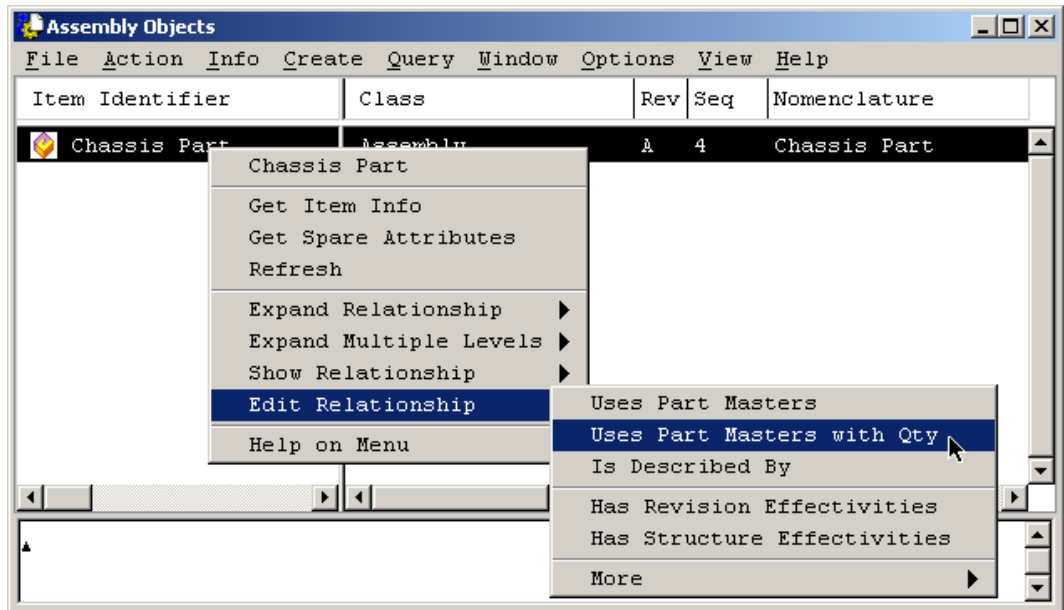 Assembly Objects
File Action Info Create Query Window Options View Help
Item Identifier Class Rev Seq Nomenclature
Chassis Part Assembly A 4 Chassis Part
Chassis Part
Get Item Info
Get Spare Attributes
Refresh
Expand Relationship
Expand Multiple Levels
Show Relationship
Edit Relationship
Help on Menu
Uses Part Masters
Uses Part Masters with Qty
Is Described By
Has Revision Effectivities
Has Structure Effectivities
More